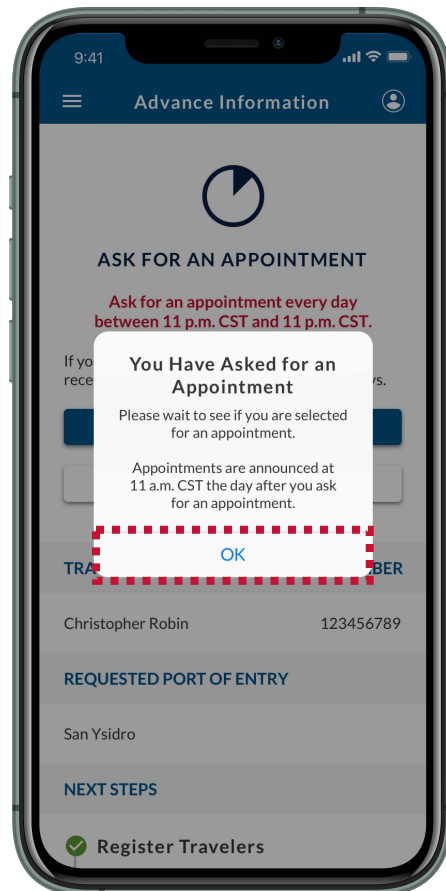 9:41
Advance Information
ASK FOR AN APPOINTMENT
Ask for an appointment every day
between 11 p.m. CST and 11 p.m. CST.
If yo
rece
ys.
You Have Asked for an
Appointment
Please wait to see if you are selected
for an appointment.
Appointments are announced at
11 a.m. CST the day after you ask
for an appointment.
OK
TRA
BER
Christopher Robin 123456789
REQUESTED PORT OF ENTRY
San Ysidro
NEXT STEPS
Register Travelers